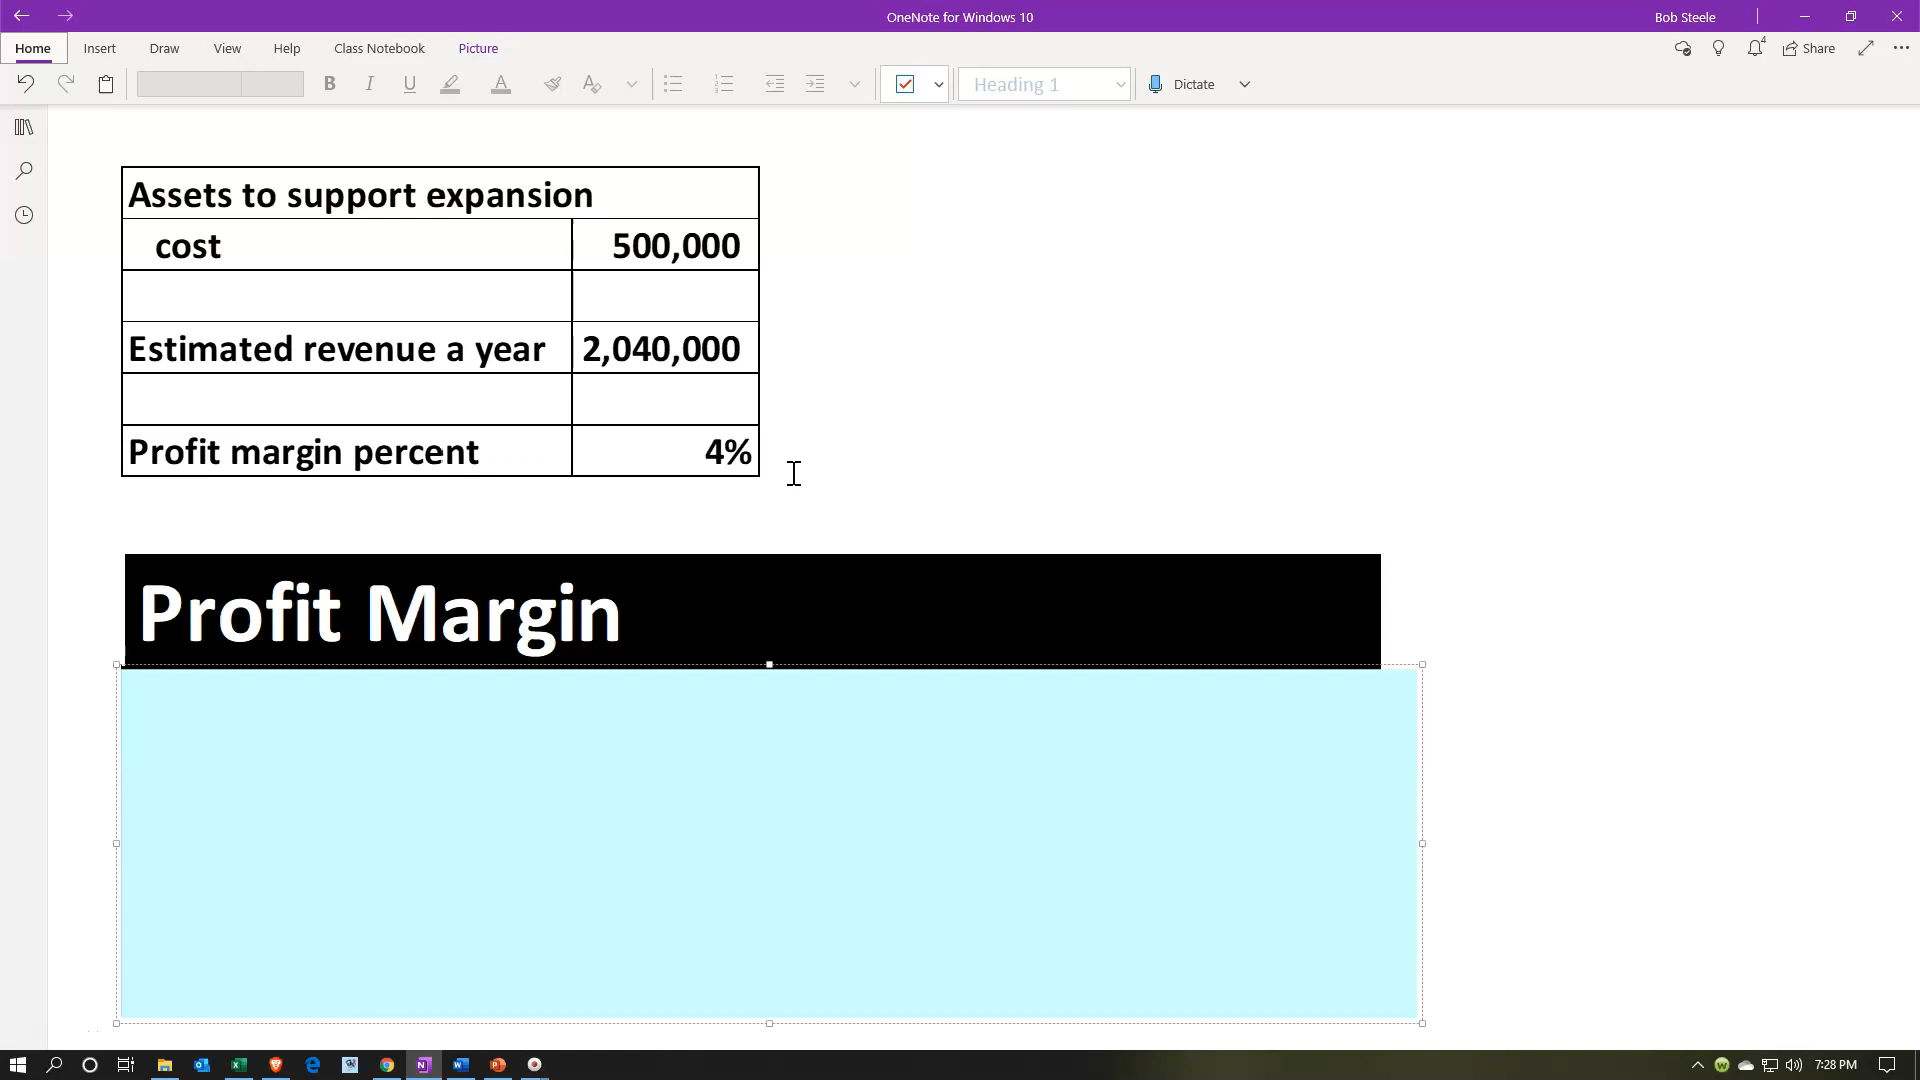 OneNote for Windows 10
Bob Steele
Home Insert Draw View Help Class Notebook Picture
4
Share
B I U A A
Heading 1
Dictate
Assets to support expansion
cost 500,000
Estimated revenue a year 2,040,000
Profit margin percent 4%
Profit Margin
7:28 PM